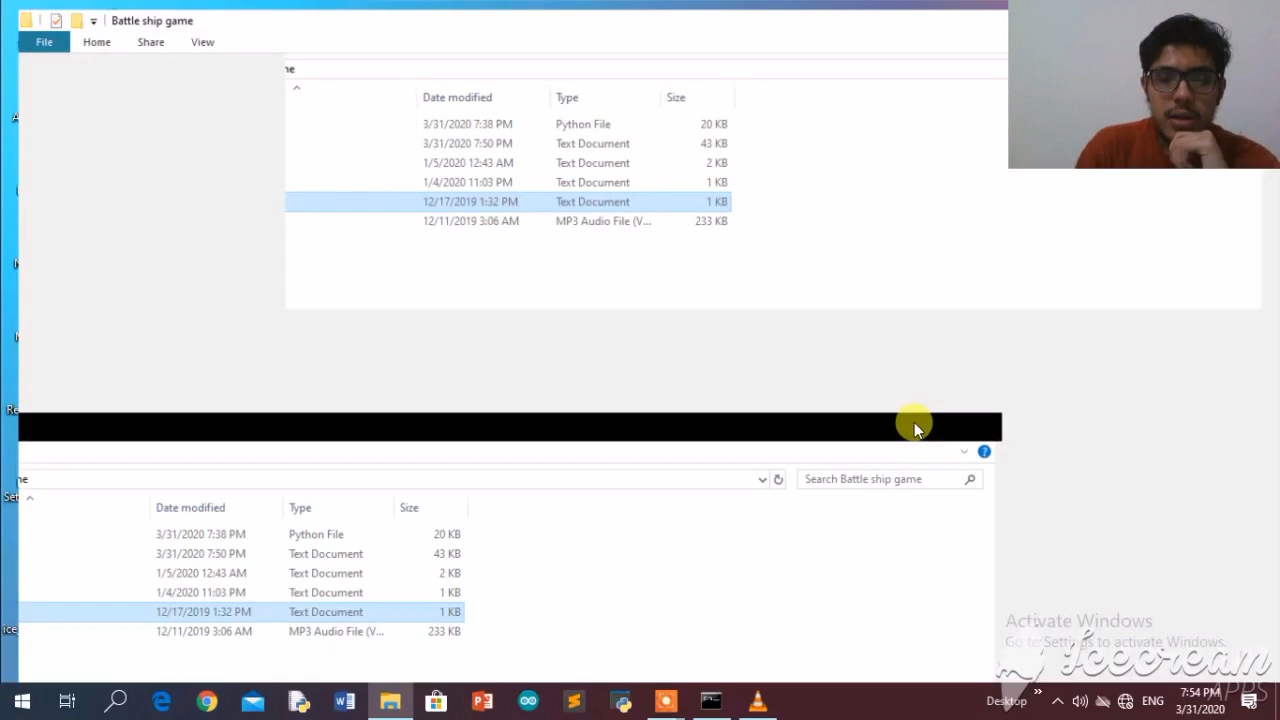 Battle ship game
File Home Share View
ne
Date modified Type Size
3/31/2020 7:38 PM Python File 20 KB
3/31/2020 7:50 PM Text Document 43 KB
1/5/2020 12:43 AM Text Document 2 KB
1/4/2020 11:03 PM Text Document 1 KB
12/17/2019 1:32 PM Text Document 1 KB
12/11/2019 3:06 AM MP3 Audio File (V... 233 KB
ne Search Battle ship game
Date modified Type Size
3/31/2020 7:38 PM Python File 20 KB
3/31/2020 7:50 PM Text Document 43 KB
1/5/2020 12:43 AM Text Document 2 KB
1/4/2020 11:03 PM Text Document 1 KB
12/17/2019 1:32 PM Text Document 1 KB
12/11/2019 3:06 AM MP3 Audio File (V... 233 KB
Activate Windows
Go to Settings to activate Windows.
Icecream
APPS
Desktop ENG 7:54 PM
3/31/2020